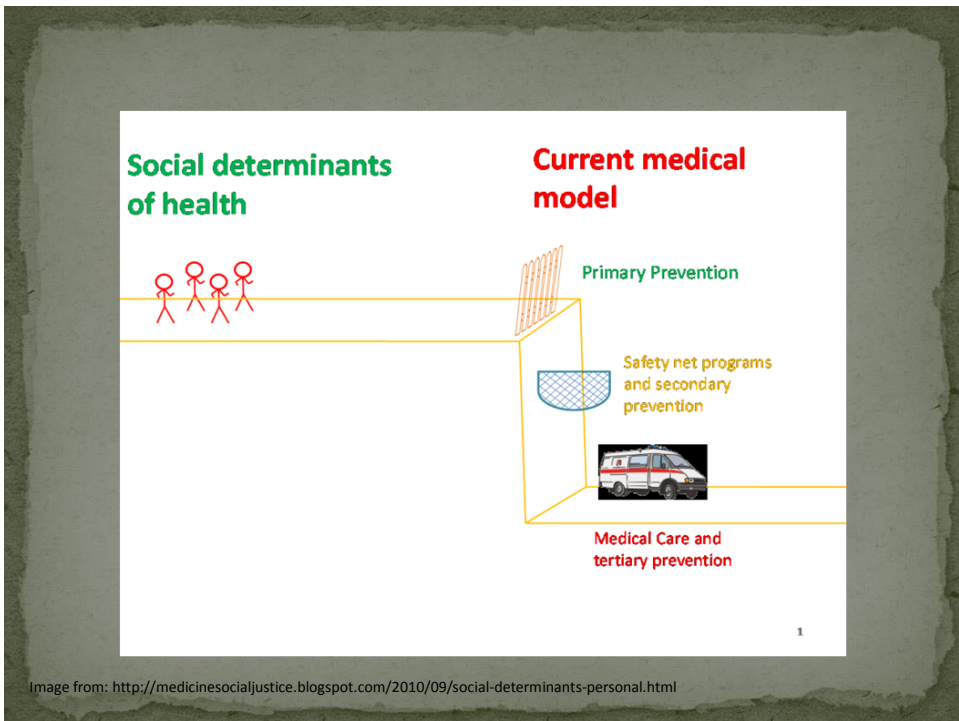 Social determinants
of health
Current medical
model
Primary Prevention
Safety net programs
and secondary
prevention
Medical Care and
tertiary prevention
1
Image from: http://medicinesocialjustice.blogspot.com/2010/09/social-determinants-personal.html